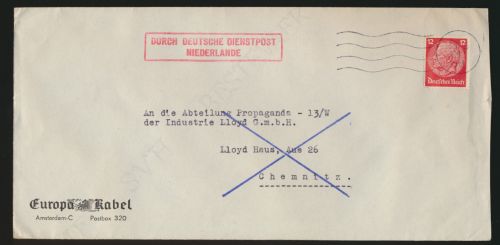 DURCH DEUTSCHE DIENSTPOST
NIEDERLANDE
12 12
Deutsches Reich
An die Abteilung Propaganda - 13/W
der Industrie Lloyd G.m.b.H.
Lloyd Haus, Aue 26
Chemnitz.
Europa Kabel
Amsterdam-C Postbox 320